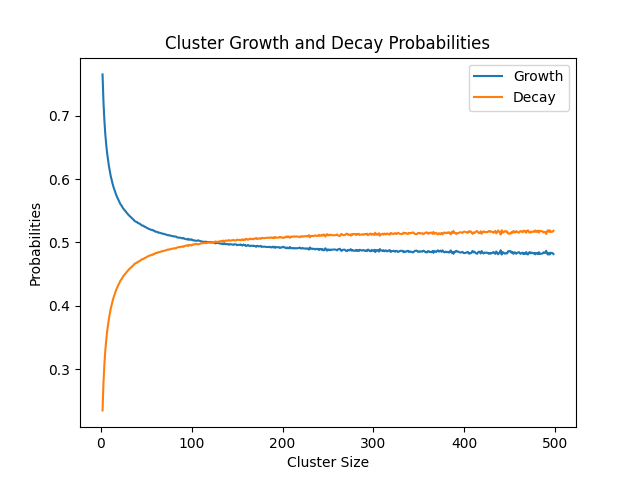 Cluster Growth and Decay Probabilities
Growth
Decay
Probabilities
0.7
0.6
0.5
0.4
0.3
0
100
200
300
400
500
Cluster Size